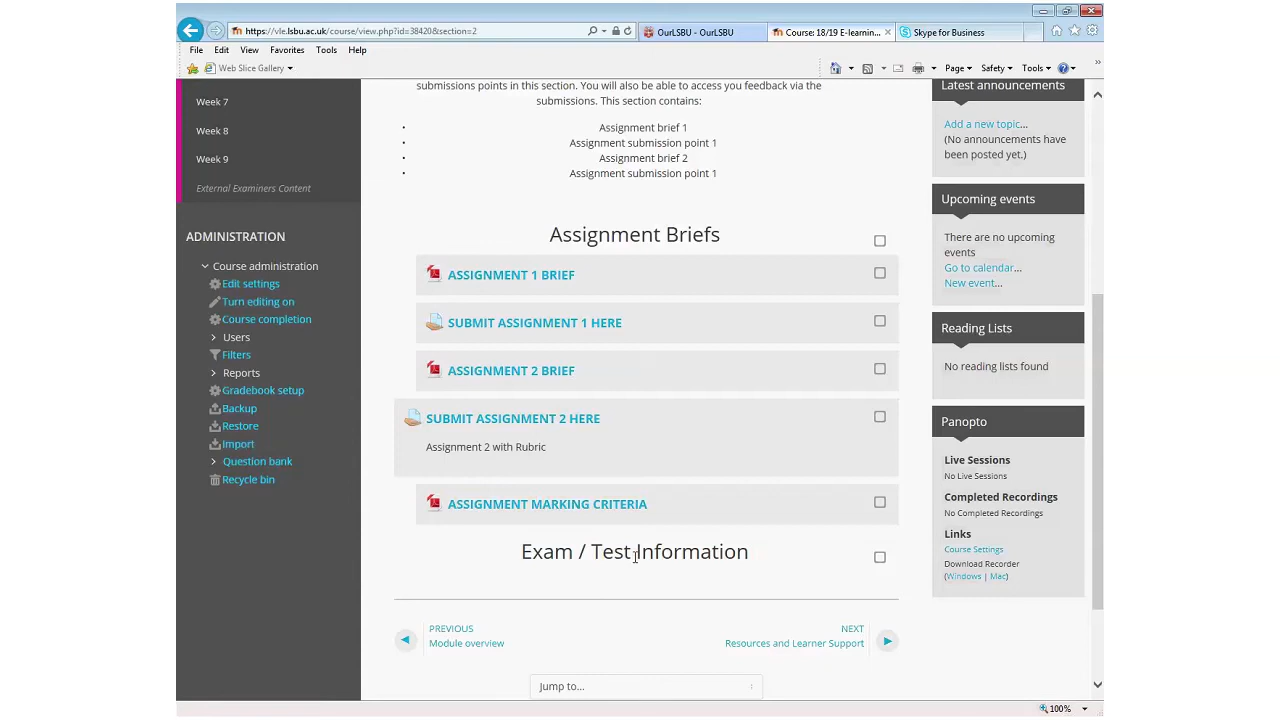 https://vle.lsbu.ac.uk/course/view.php?id=38420&section=2
OurLSBU - OurLSBU
Course: 18/19 E-learnin...
Skype for Business
File Edit View Favorites Tools Help
Web Slice Gallery
Page Safety Tools
Week 7
Week 8
Week 9
External Examiners Content
ADMINISTRATION
Course administration
Edit settings
Turn editing on
Course completion
Users
Filters
Reports
Gradebook setup
Backup
Restore
Import
Question bank
Recycle bin
submissions points in this section. You will also be able to access you feedback via the
submissions. This section contains:
• Assignment brief 1
• Assignment submission point 1
• Assignment brief 2
• Assignment submission point 1
Assignment Briefs
ASSIGNMENT 1 BRIEF
SUBMIT ASSIGNMENT 1 HERE
ASSIGNMENT 2 BRIEF
SUBMIT ASSIGNMENT 2 HERE
Assignment 2 with Rubric
ASSIGNMENT MARKING CRITERIA
Exam / Test Information
PREVIOUS
Module overview
NEXT
Resources and Learner Support
Jump to...
Latest announcements
Add a new topic...
(No announcements have
been posted yet.)
Upcoming events
There are no upcoming
events
Go to calendar...
New event...
Reading Lists
No reading lists found
Panopto
Live Sessions
No Live Sessions
Completed Recordings
No Completed Recordings
Links
Course Settings
Download Recorder
(Windows | Mac)
100%